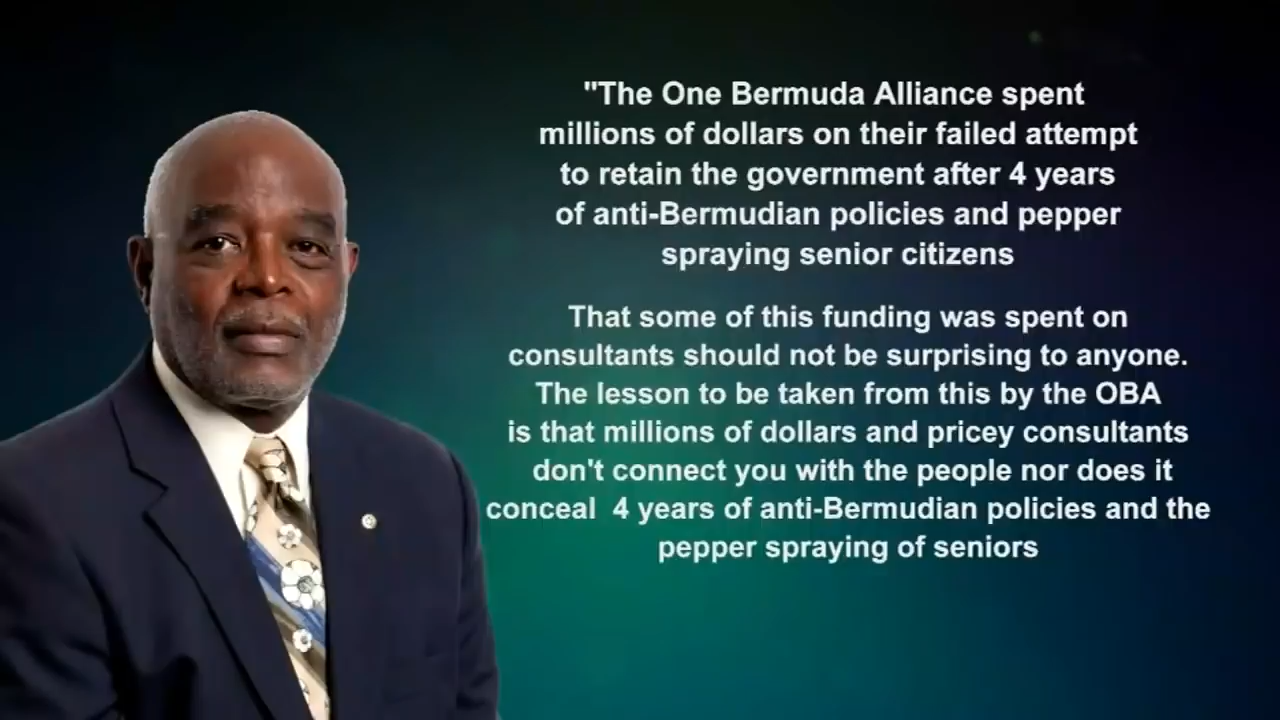 "The One Bermuda Alliance spent
millions of dollars on their failed attempt
to retain the government after 4 years
of anti-Bermudian policies and pepper
spraying senior citizens
That some of this funding was spent on
consultants should not be surprising to anyone.
The lesson to be taken from this by the OBA
is that millions of dollars and pricey consultants
don't connect you with the people nor does it
conceal  4 years of anti-Bermudian policies and the
pepper spraying of seniors